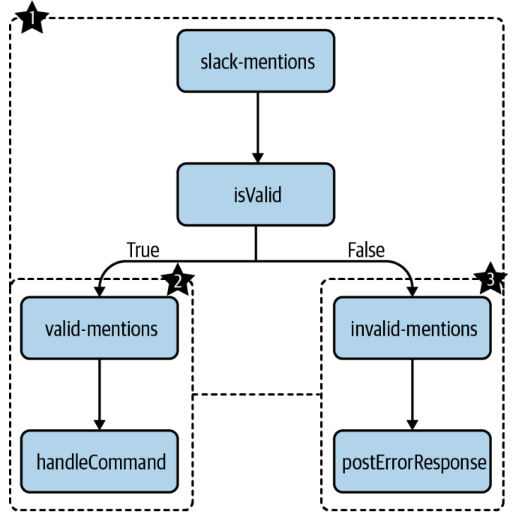 1
slack-mentions
isValid
True
False
2
3
valid-mentions
invalid-mentions
handleCommand
postErrorResponse